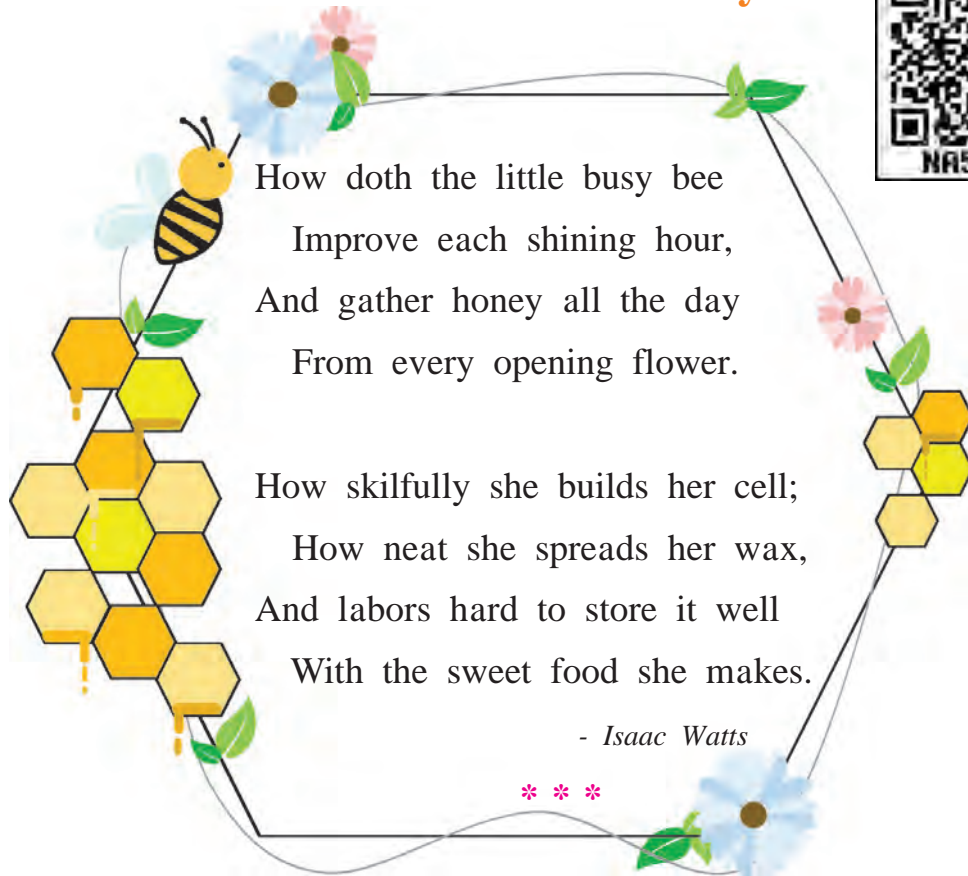 How doth the little busy bee
Improve each shining hour,
And gather honey all the day
From every opening flower.
How skilfully she builds her cell;
How neat she spreads her wax,
And labors hard to store it well
With the sweet food she makes.
- Isaac Watts
* * *